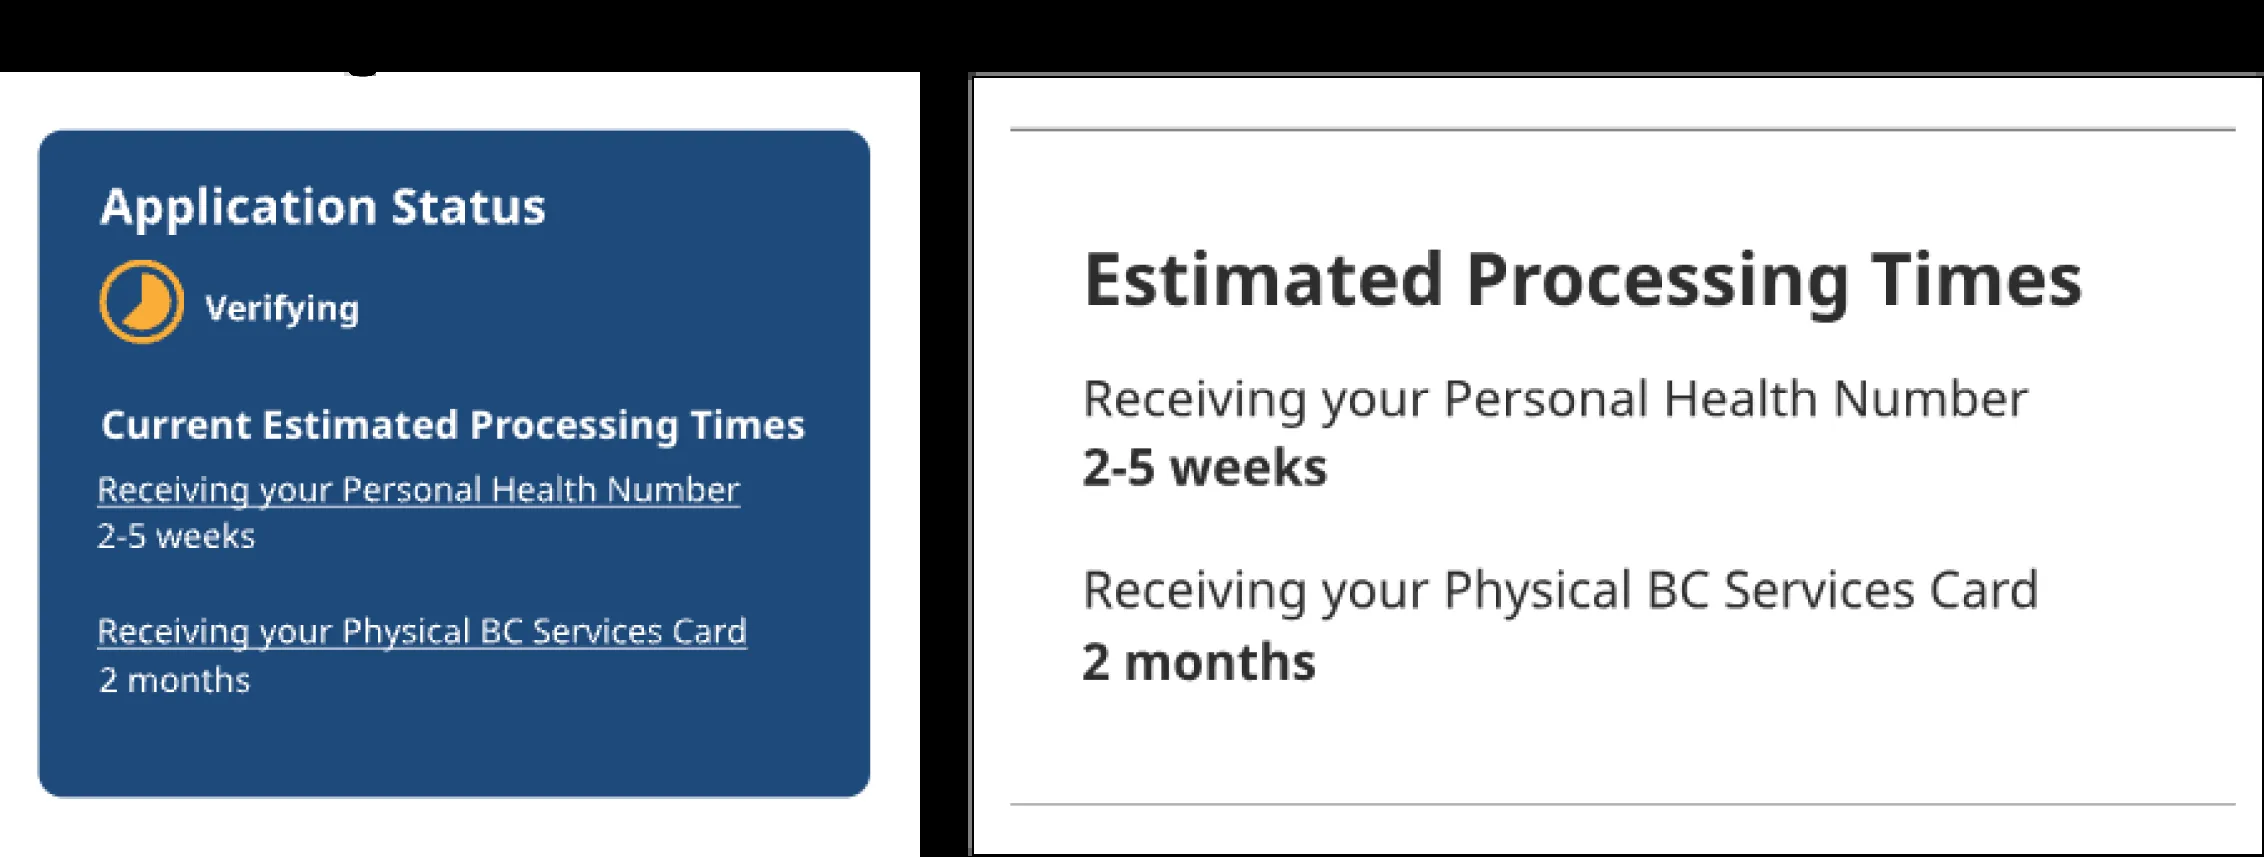 Application Status
Verifying
Current Estimated Processing Times
Receiving your Personal Health Number
2-5 weeks
Receiving your Physical BC Services Card
2 months
Estimated Processing Times
Receiving your Personal Health Number
2-5 weeks
Receiving your Physical BC Services Card
2 months